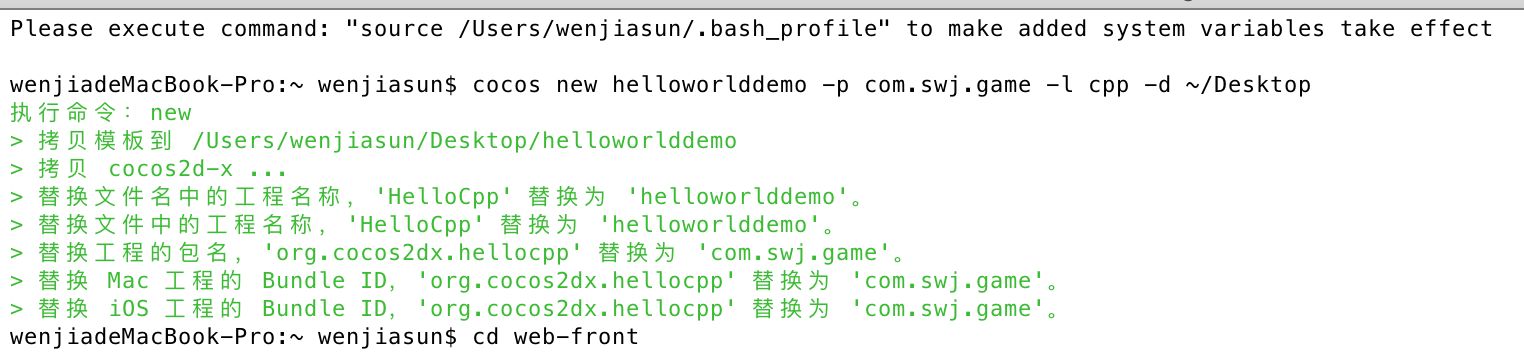 Please execute command: "source /Users/wenjiasun/.bash_profile" to make added system variables take effect
wenjiadeMacBook-Pro:~ wenjiasun$ cocos new helloworlddemo -p com.swj.game -l cpp -d ~/Desktop
执行命令：new
> 拷贝模板到 /Users/wenjiasun/Desktop/helloworlddemo
> 拷贝 cocos2d-x ...
> 替换文件名中的工程名称，'HelloCpp' 替换为 'helloworlddemo'。
> 替换文件中的工程名称，'HelloCpp' 替换为 'helloworlddemo'。
> 替换工程的包名，'org.cocos2dx.hellocpp' 替换为 'com.swj.game'。
> 替换 Mac 工程的 Bundle ID，'org.cocos2dx.hellocpp' 替换为 'com.swj.game'。
> 替换 iOS 工程的 Bundle ID，'org.cocos2dx.hellocpp' 替换为 'com.swj.game'。
wenjiadeMacBook-Pro:~ wenjiasun$ cd web-front